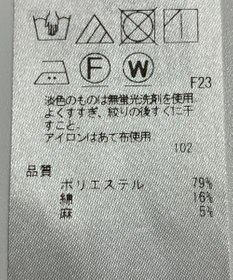 F
W
F23
淡色のものは無蛍光洗剤を使用
よくすすぎ、絞りの後すぐに干
すこと。
アイロンはあて布使用
102
品質
ポリエステル 79%
綿 16%
麻 5%